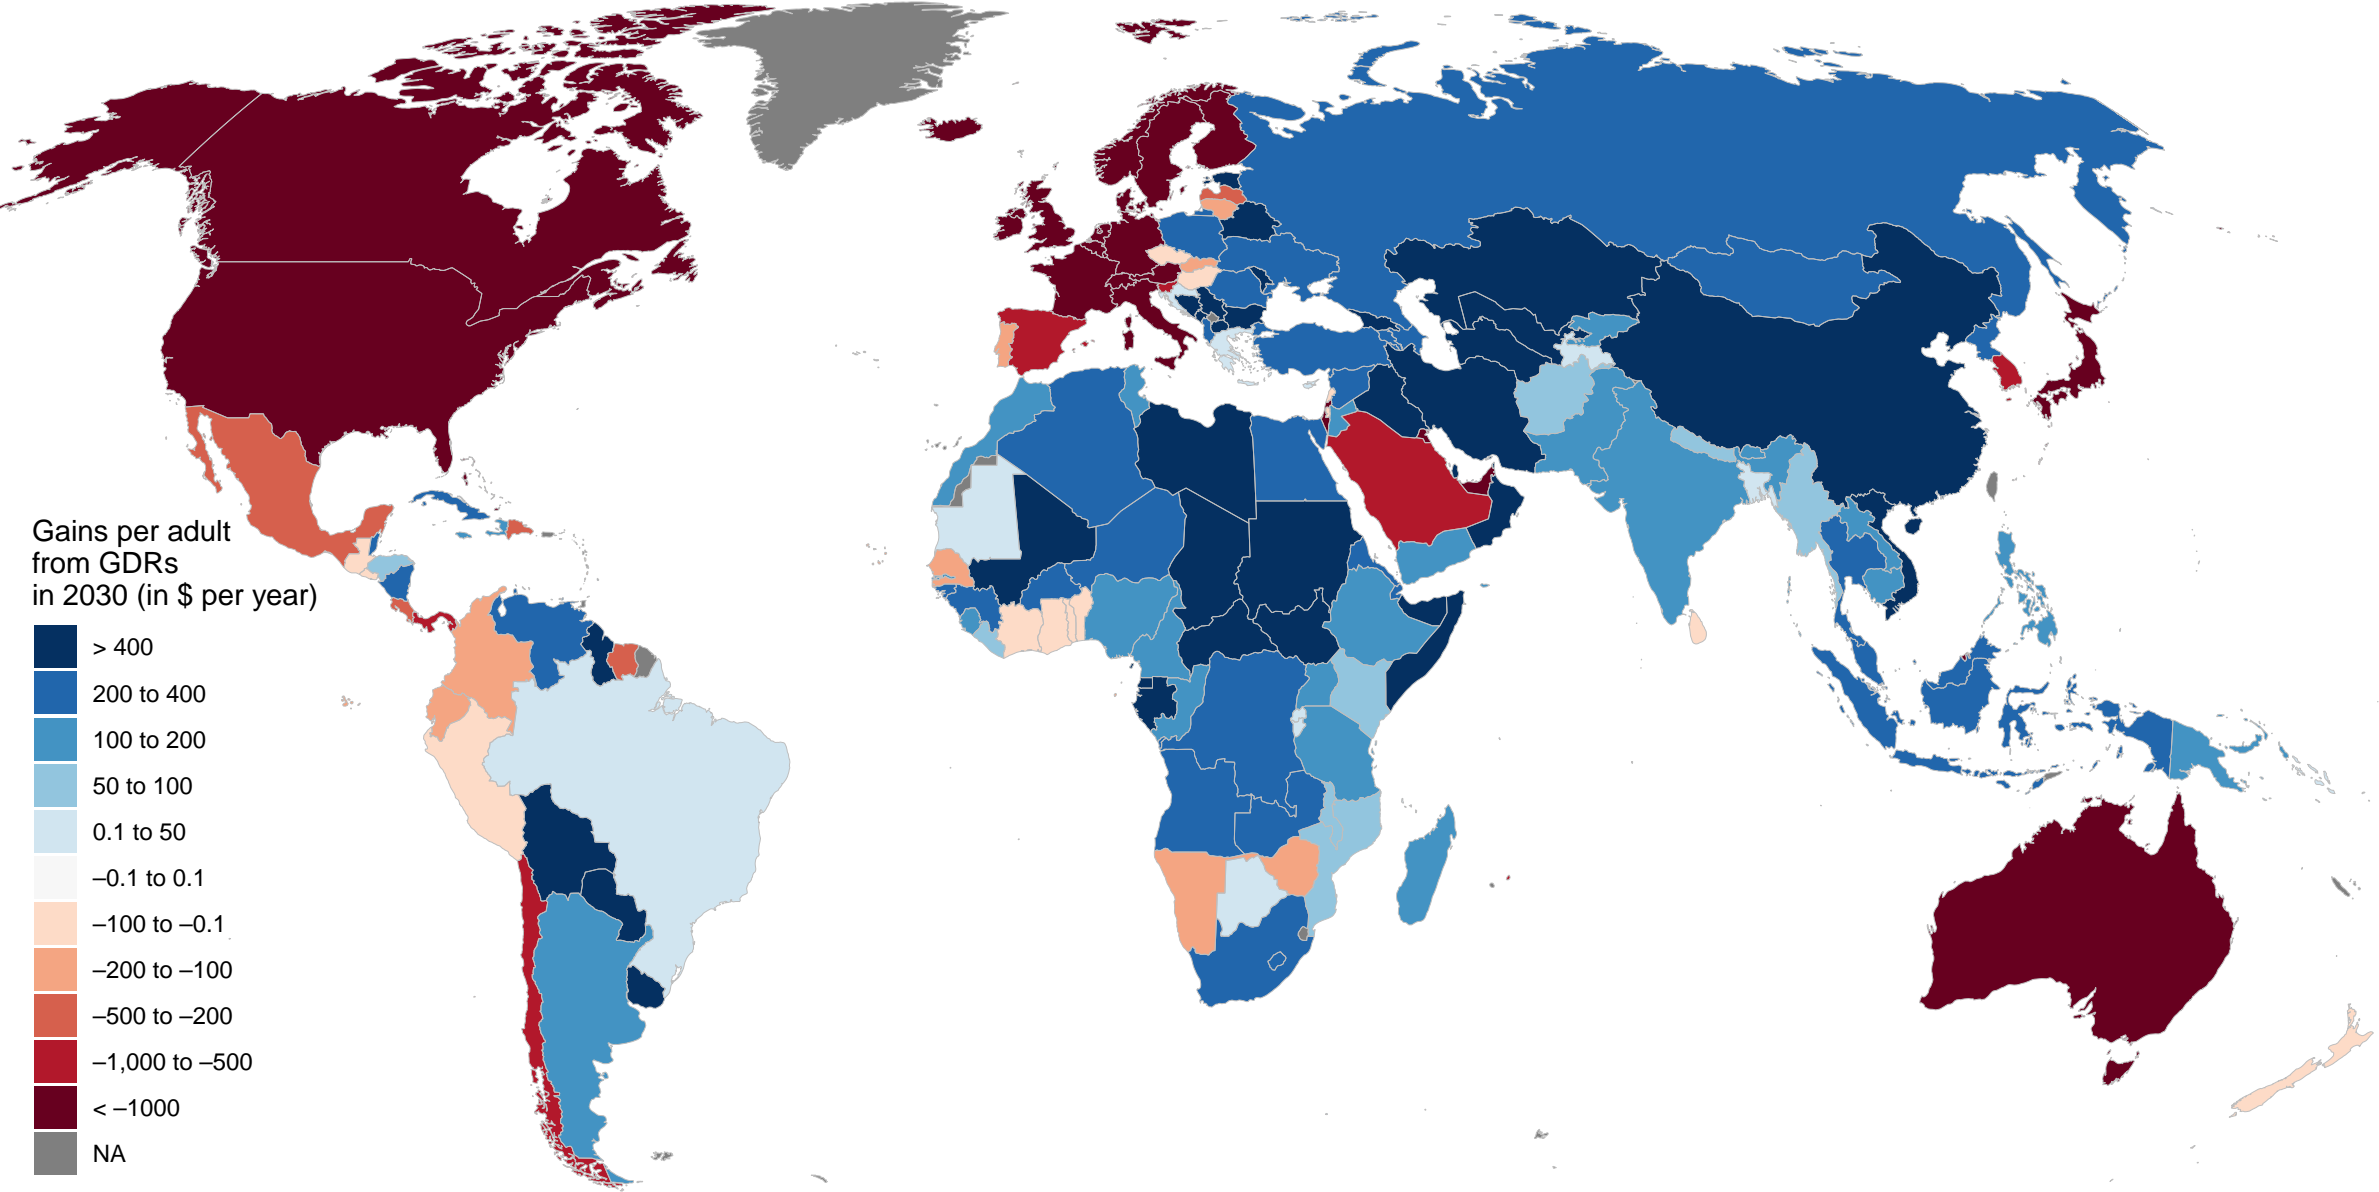 Gains per adult
from GDRs
in 2030 (in $ per year)
> 400
200 to 400
100 to 200
50 to 100
0.1 to 50
–0.1 to 0.1
–100 to –0.1
–200 to –100
–500 to –200
–1,000 to –500
< –1000
NA